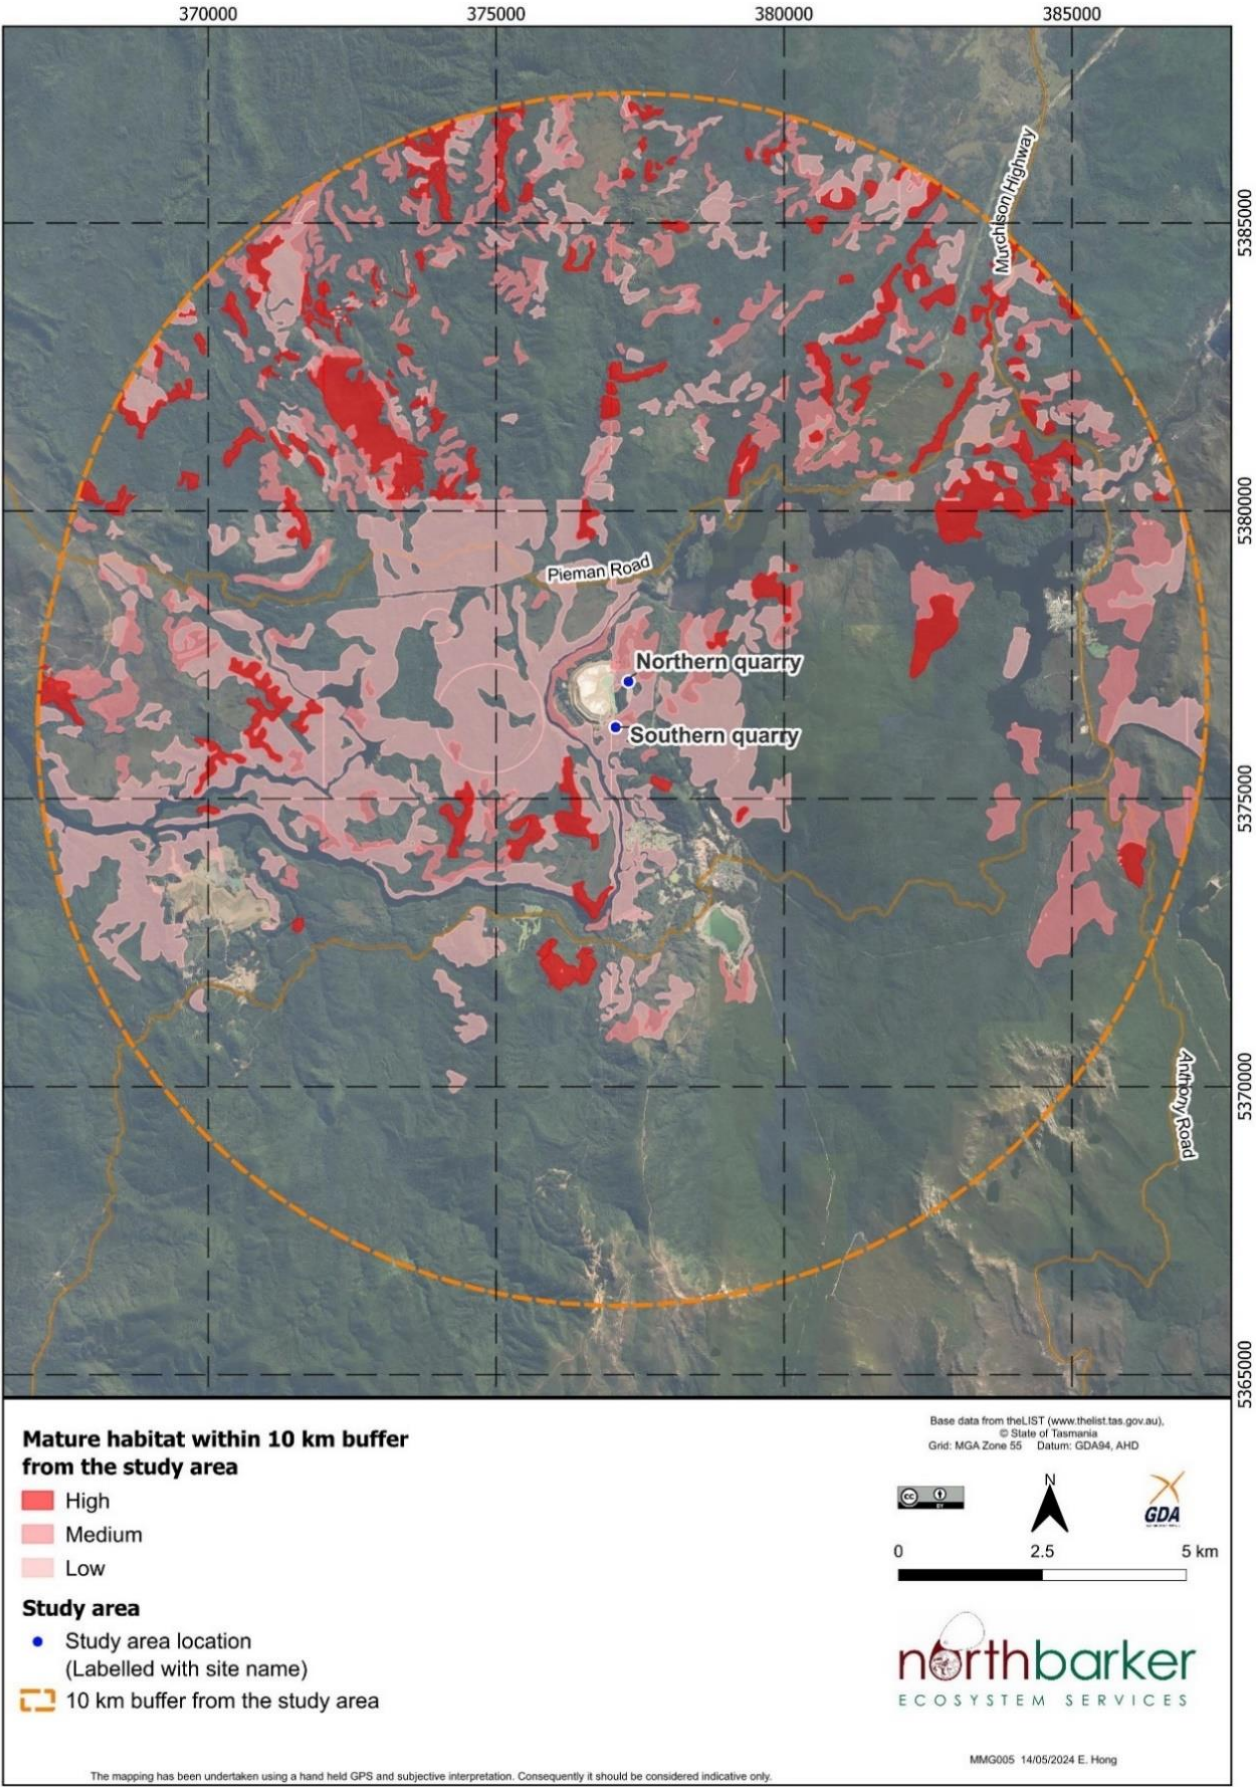 370000 375000 380000 385000
Murchison Highway
5385000
5380000
Pieman Road
Northern quarry
Southern quarry
5375000
5370000
Anthony Road
5365000
Mature habitat within 10 km buffer
from the study area
High
Medium
Low
Study area
Study area location
(Labelled with site name)
10 km buffer from the study area
Base data from theLIST (www.thelist.tas.gov.au),
© State of Tasmania
Grid: MGA Zone 55 Datum: GDA94, AHD
cc
BY
N
GDA
0 2.5 5 km
northbarker
ECOSYSTEM SERVICES
MMG005 14/05/2024 E. Hong
The mapping has been undertaken using a hand held GPS and subjective interpretation. Consequently it should be considered indicative only.